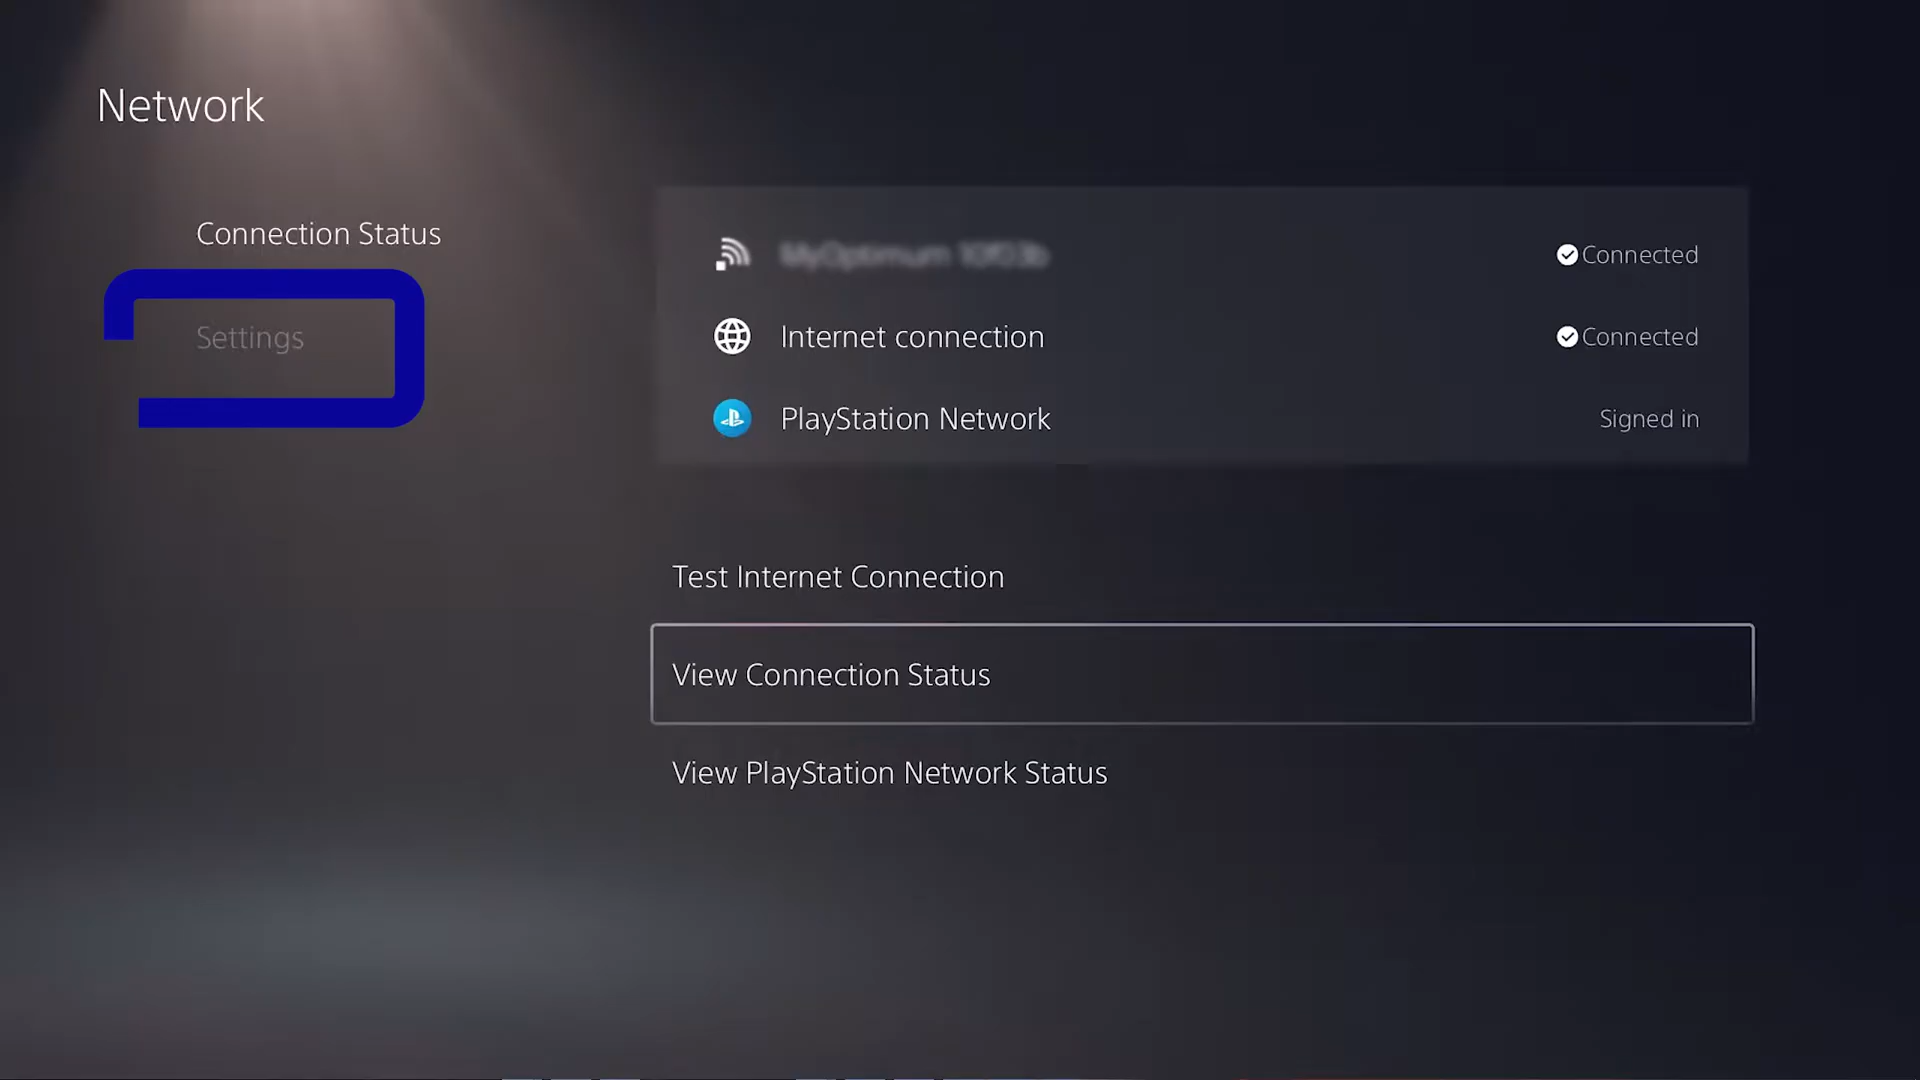 Network
Connection Status
Settings
Connected
Internet connection
Connected
PlayStation Network
Signed in
Test Internet Connection
View Connection Status
View PlayStation Network Status